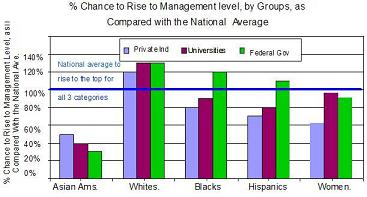 % Chance to Rise to Management level, by Groups, as
Compared with the National Average
Private Ind
Universities
Federal Gov
% Chance to Rise to Management Level, as
Compared with the National Ave.
140%
120%
100%
80%
60%
40%
20%
0%
National average to
rise to the top for
all 3 categories
Asian Ams.
Whites.
Blacks
Hispanics
Women.